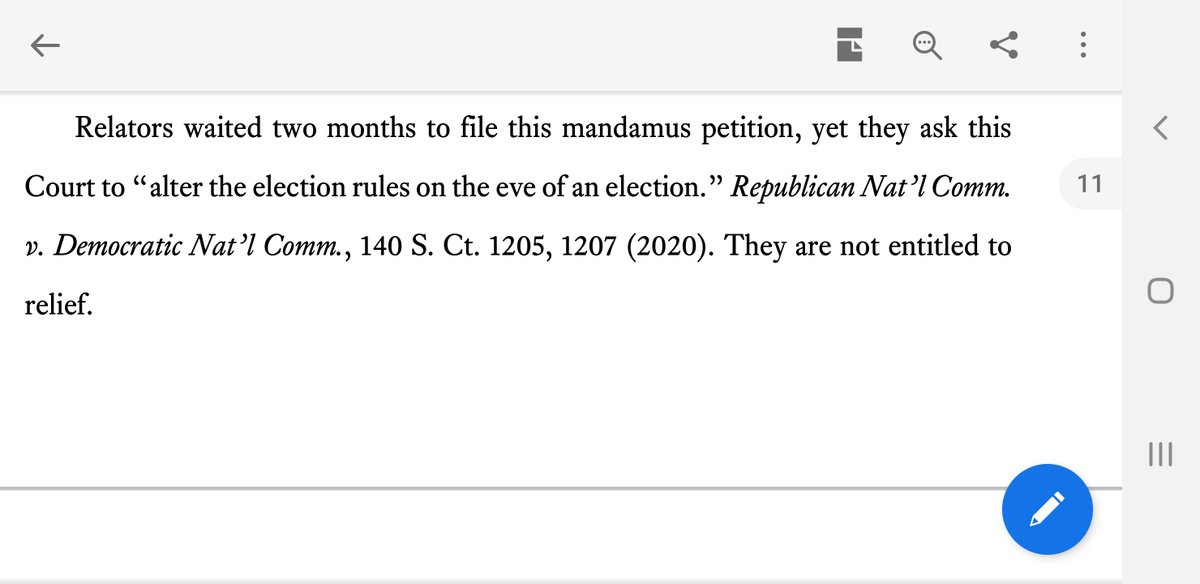 Relators waited two months to file this mandamus petition, yet they ask this
Court to “alter the election rules on the eve of an election.” Republican Nat’l Comm.
11
v. Democratic Nat’l Comm., 140 S. Ct. 1205, 1207 (2020). They are not entitled to
relief.